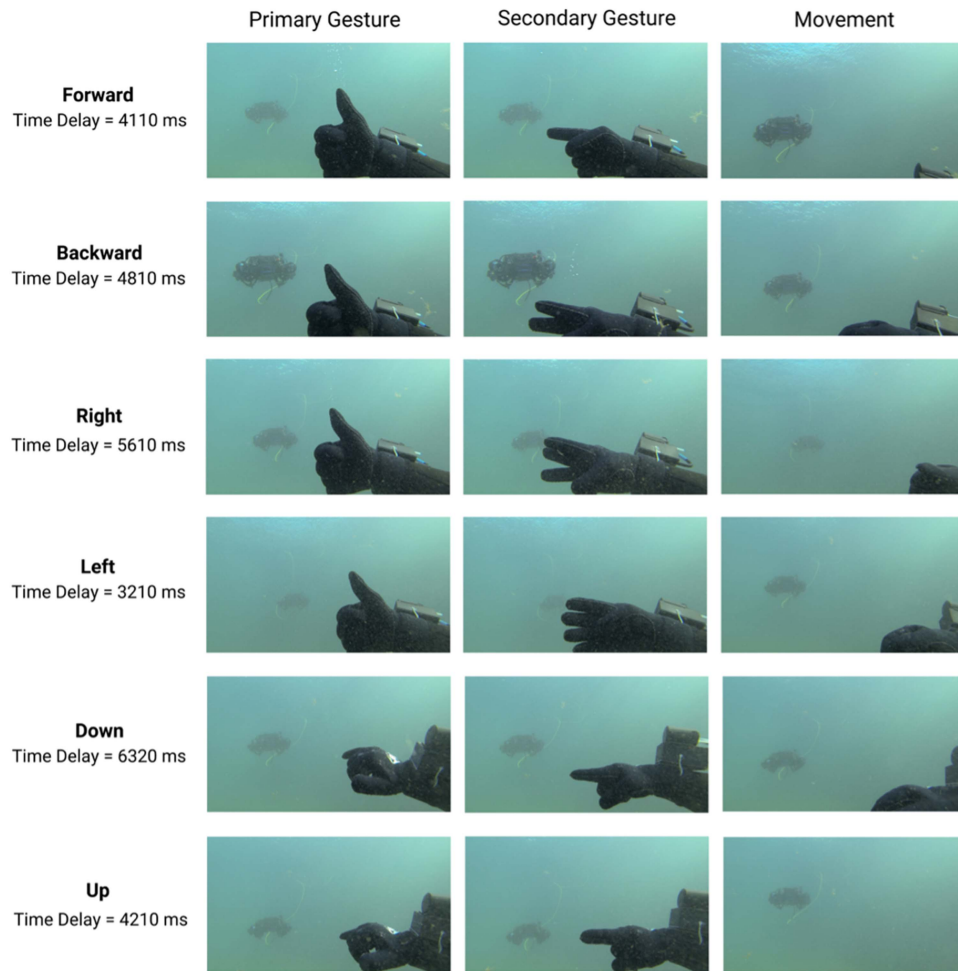 Primary Gesture Secondary Gesture Movement
Forward
Time Delay = 4110 ms
Backward
Time Delay = 4810 ms
Right
Time Delay = 5610 ms
Left
Time Delay = 3210 ms
Down
Time Delay = 6320 ms
Up
Time Delay = 4210 ms